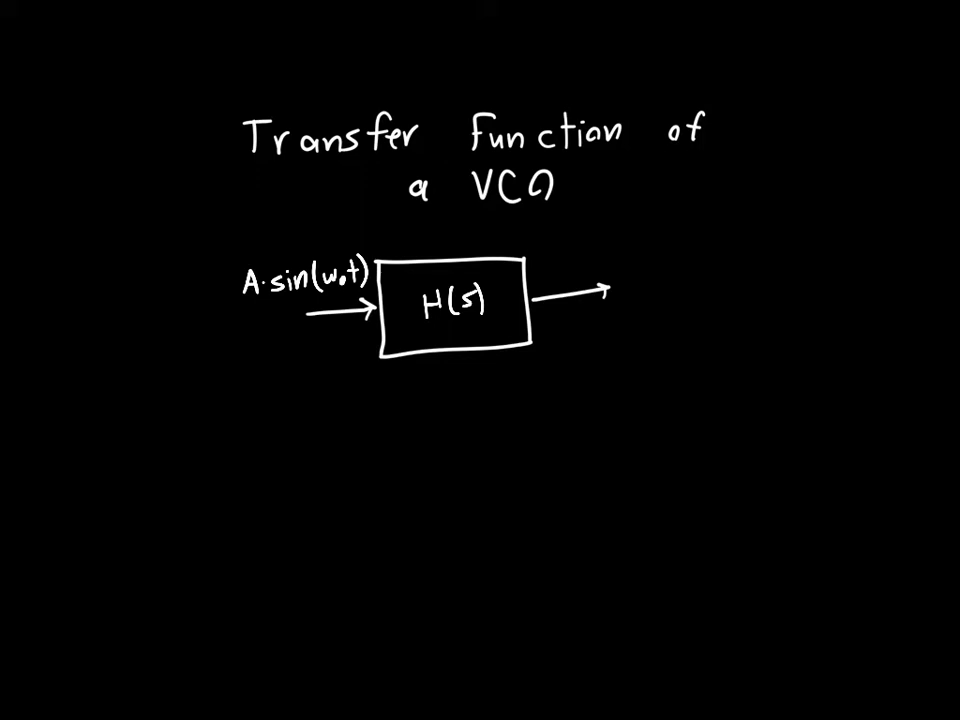 Transfer Function of
a VCO
A·sin(ω₀t)
H(s)